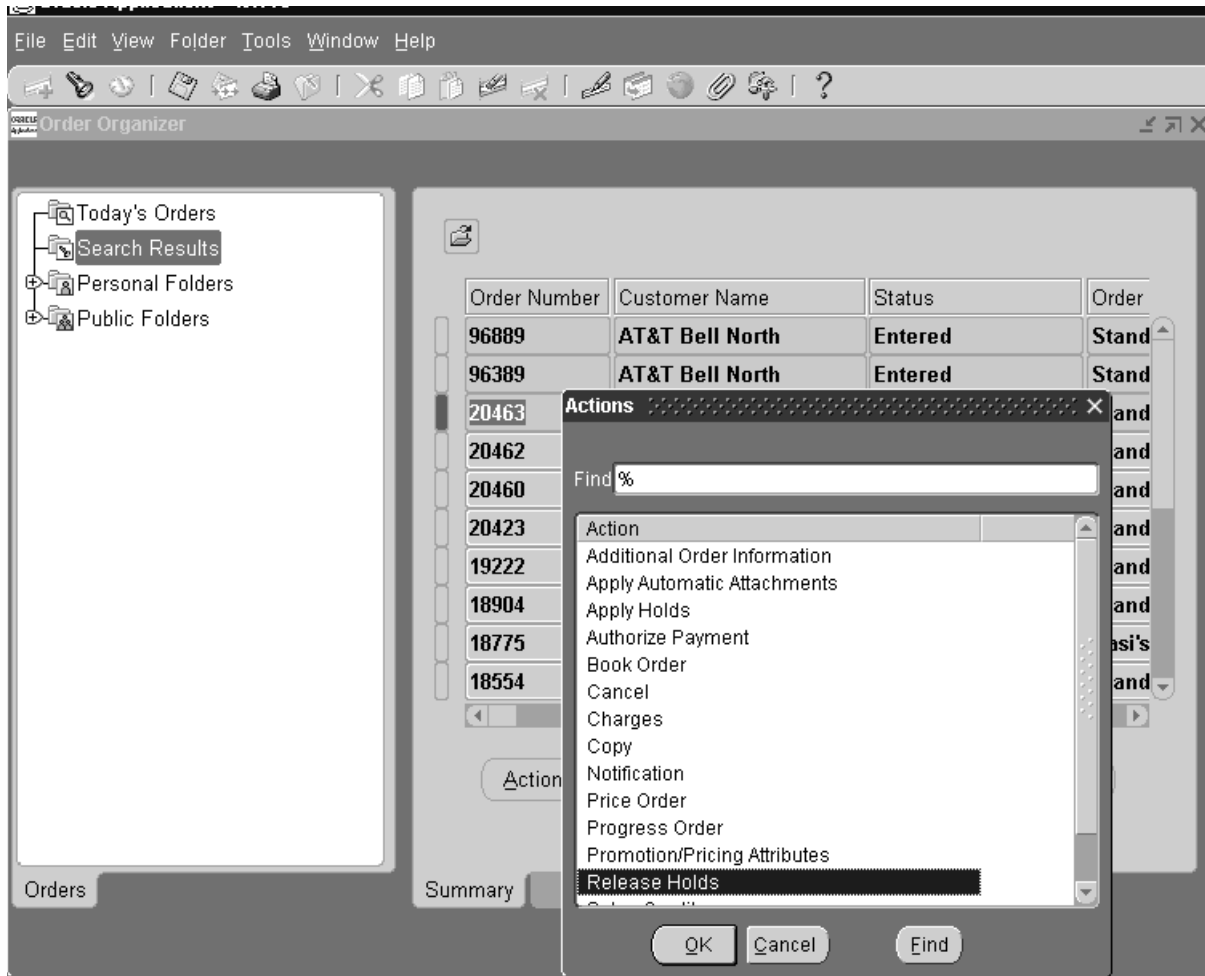 File Edit View Folder Tools Window Help
Order Organizer
Today's Orders
Search Results
Personal Folders
Public Folders
Orders
Order Number Customer Name Status Order
96889 AT&T Bell North Entered Stand
96389 AT&T Bell North Entered Stand
20463 and
20462 and
20460 and
20423 and
19222 and
18904 and
18775 asi's
18554 and
Action
Summary
Actions
Find %
Action
Additional Order Information
Apply Automatic Attachments
Apply Holds
Authorize Payment
Book Order
Cancel
Charges
Copy
Notification
Price Order
Progress Order
Promotion/Pricing Attributes
Release Holds
OK Cancel Find